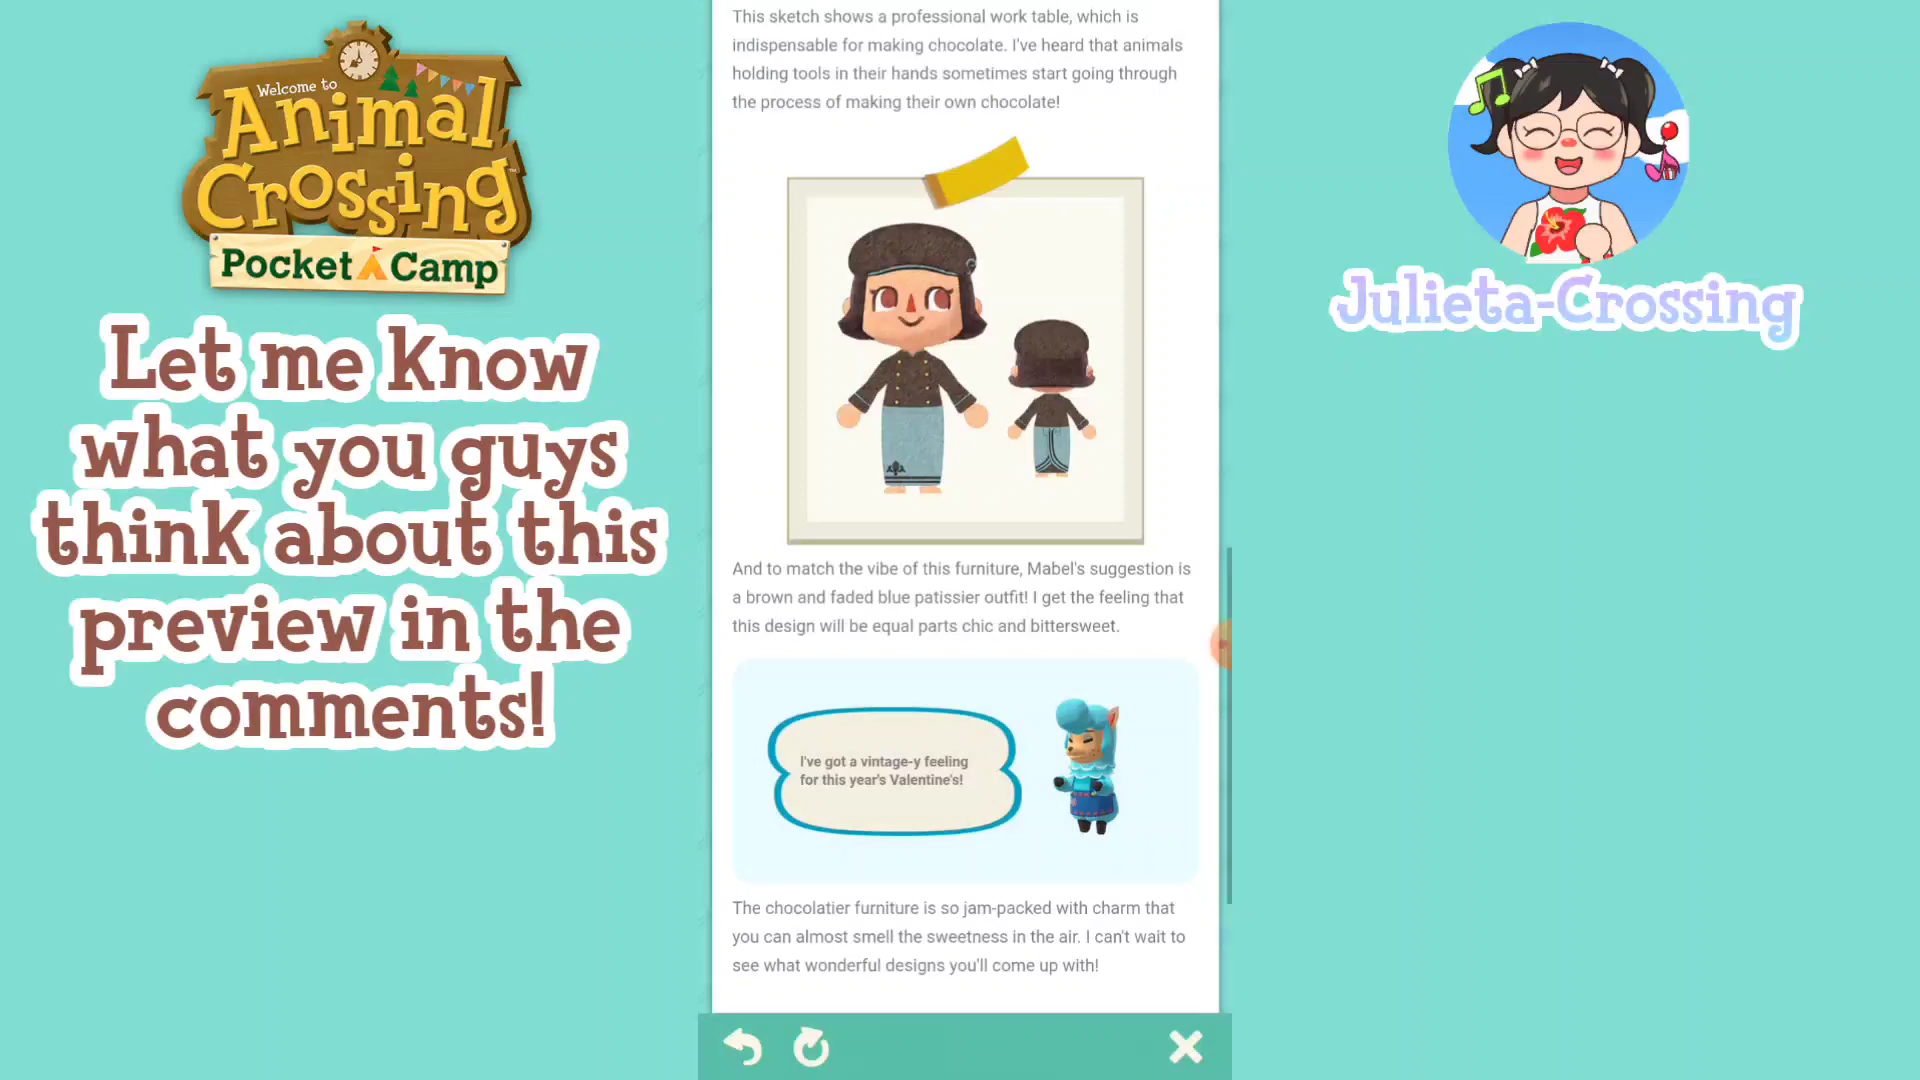 Welcome to
Animal
Crossing
Pocket Camp
Let me know
what you guys
think about this
preview in the
comments!
This sketch shows a professional work table, which is
indispensable for making chocolate. I've heard that animals
holding tools in their hands sometimes start going through
the process of making their own chocolate!
And to match the vibe of this furniture, Mabel's suggestion is
a brown and faded blue patissier outfit! I get the feeling that
this design will be equal parts chic and bittersweet.
I've got a vintage-y feeling
for this year's Valentine's!
The chocolatier furniture is so jam-packed with charm that
you can almost smell the sweetness in the air. I can't wait to
see what wonderful designs you'll come up with!
Julieta-Crossing